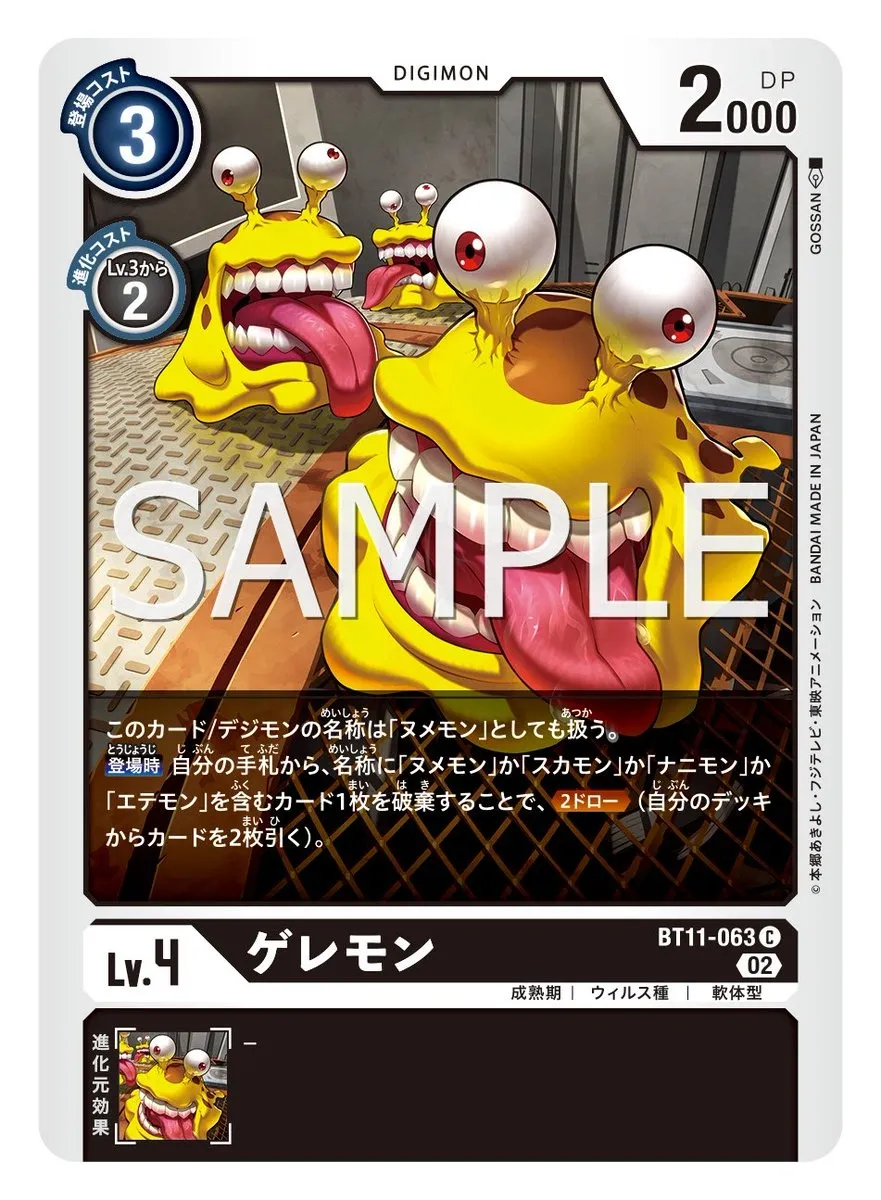 DIGIMON
登場コスト
3
2000
DP
進化コスト
Lv.3から
2
GOSSAN
SAMPLE
このカード/デジモンの名称は「ヌメモン」としても扱う。
登場時 自分の手札から、名称に「ヌメモン」か「スカモン」か「ナニモン」か
「エテモン」を含むカード1枚を破棄することで、2ドロー(自分のデッキ
からカードを2枚引く)。
©本郷あきよし・フジテレビ・東映アニメーション BANDAI MADE IN JAPAN
Lv.4
ゲレモン
BT11-063 C
02
成熟期 | ウィルス種 | 軟体型
進化元効果
–